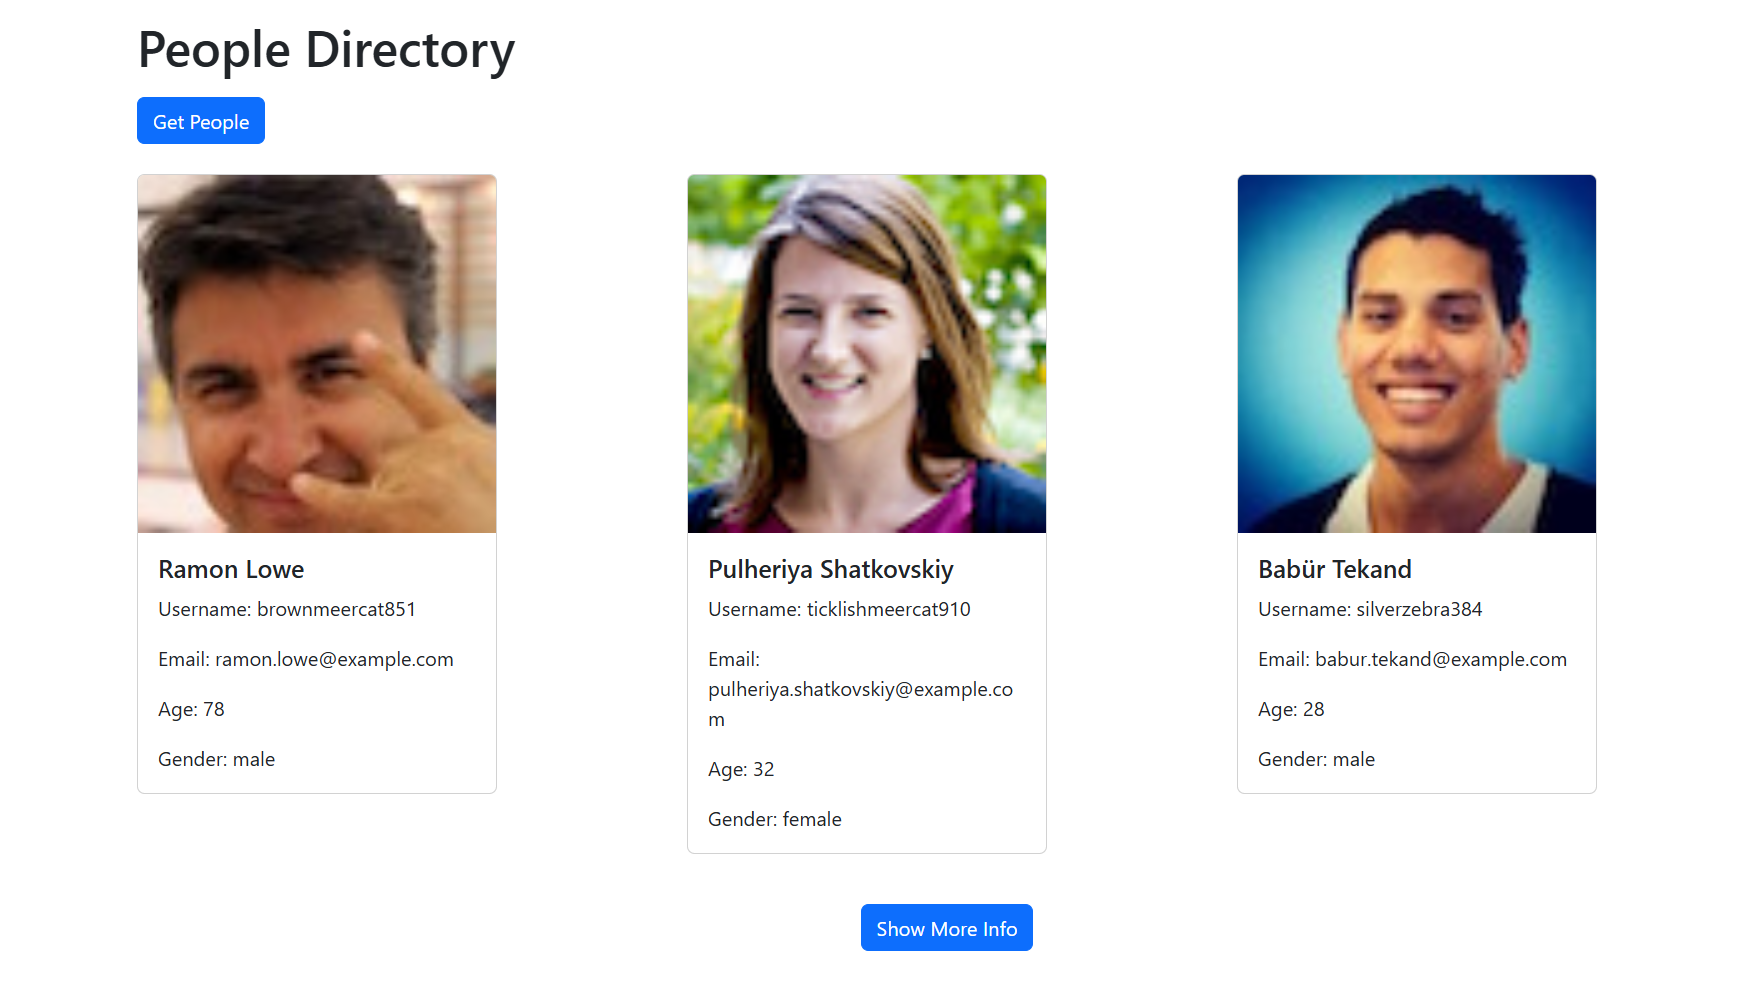 People Directory
Get People
Ramon Lowe
Username: brownmeercat851
Email: ramon.lowe@example.com
Age: 78
Gender: male
Pulheriya Shatkovskiy
Username: ticklishmeercat910
Email:
pulheriya.shatkovskiy@example.co
m
Age: 32
Gender: female
Babür Tekand
Username: silverzebra384
Email: babur.tekand@example.com
Age: 28
Gender: male
Show More Info